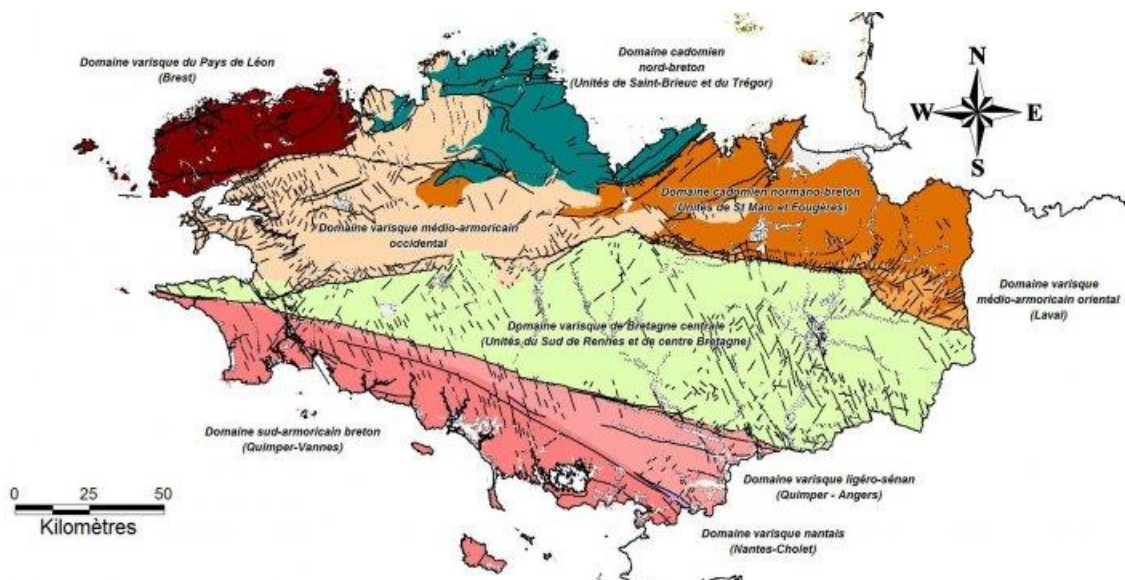 Domaine varisque du Pays de Léon
(Brest)
Domaine cadomien
nord-breton
(Unités de Saint-Brieuc et du Trégor)
N
W
E
S
Domaine cadomien normano-breton
(Unités de St Malo et Fougères)
Domaine varisque médio-armoricain
occidental
Domaine varisque
médio-armoricain oriental
(Laval)
Domaine varisque de Bretagne centrale
(Unités du Sud de Rennes et de centre Bretagne)
Domaine sud-armoricain breton
(Quimper-Vannes)
Domaine varisque ligéro-sénan
(Quimper - Angers)
0 25 50
Kilomètres
Domaine varisque nantais
(Nantes-Cholet)